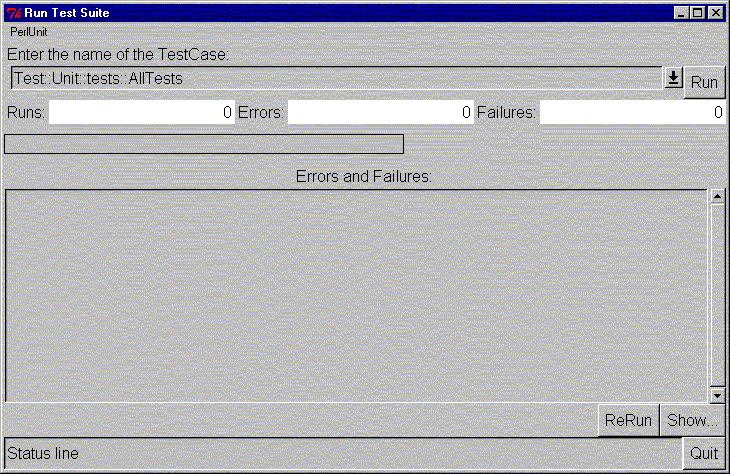 Run Test Suite
PerlUnit
Enter the name of the TestCase:
Test::Unit::tests::AllTests
Run
Runs: 0 Errors: 0 Failures: 0
Errors and Failures:
ReRun Show...
Status line Quit